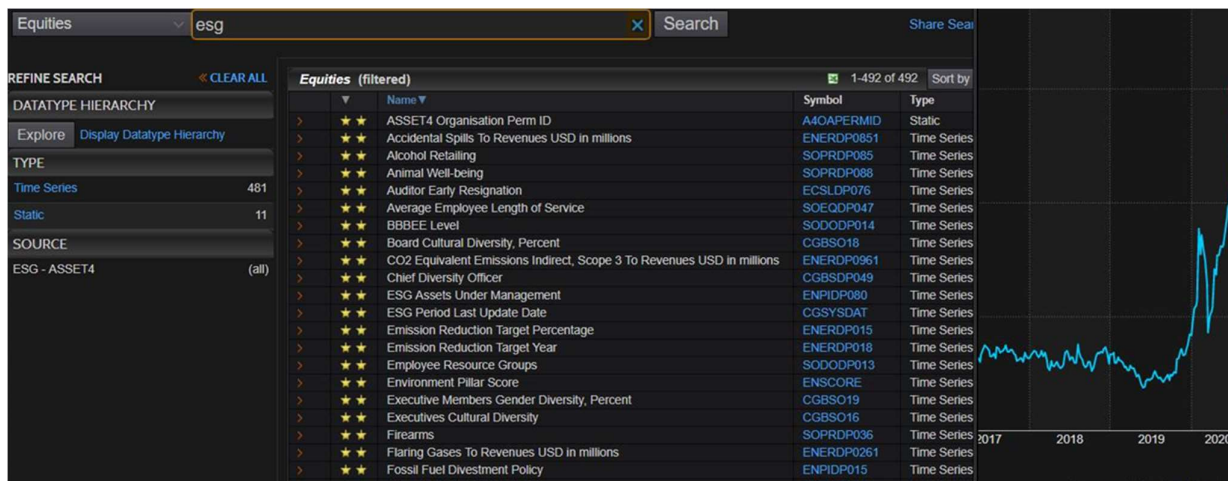 Equities esg Search Share Sear
REFINE SEARCH « CLEAR ALL
DATATYPE HIERARCHY
Explore Display Datatype Hierarchy
TYPE
Time Series 481
Static 11
SOURCE
ESG - ASSET4 (all)
Equities (filtered) 1-492 of 492 Sort by
Name Symbol Type
ASSET4 Organisation Perm ID A4OAPERMID Static
Accidental Spills To Revenues USD in millions ENERDP0851 Time Series
Alcohol Retailing SOPRDP085 Time Series
Animal Well-being SOPRDP088 Time Series
Auditor Early Resignation ECSLDP076 Time Series
Average Employee Length of Service SOEQDP047 Time Series
BBBEE Level SODODP014 Time Series
Board Cultural Diversity, Percent CGBSO18 Time Series
CO2 Equivalent Emissions Indirect, Scope 3 To Revenues USD in millions ENERDP0961 Time Series
Chief Diversity Officer CGBSDP049 Time Series
ESG Assets Under Management ENPIDP080 Time Series
ESG Period Last Update Date CGSYSDAT Time Series
Emission Reduction Target Percentage ENERDP015 Time Series
Emission Reduction Target Year ENERDP018 Time Series
Employee Resource Groups SODODP013 Time Series
Environment Pillar Score ENSCORE Time Series
Executive Members Gender Diversity, Percent CGBSO19 Time Series
Executives Cultural Diversity CGBSO16 Time Series
Firearms SOPRDP036 Time Series
Flaring Gases To Revenues USD in millions ENERDP0261 Time Series
Fossil Fuel Divestment Policy ENPIDP015 Time Series
2017 2018 2019 2020